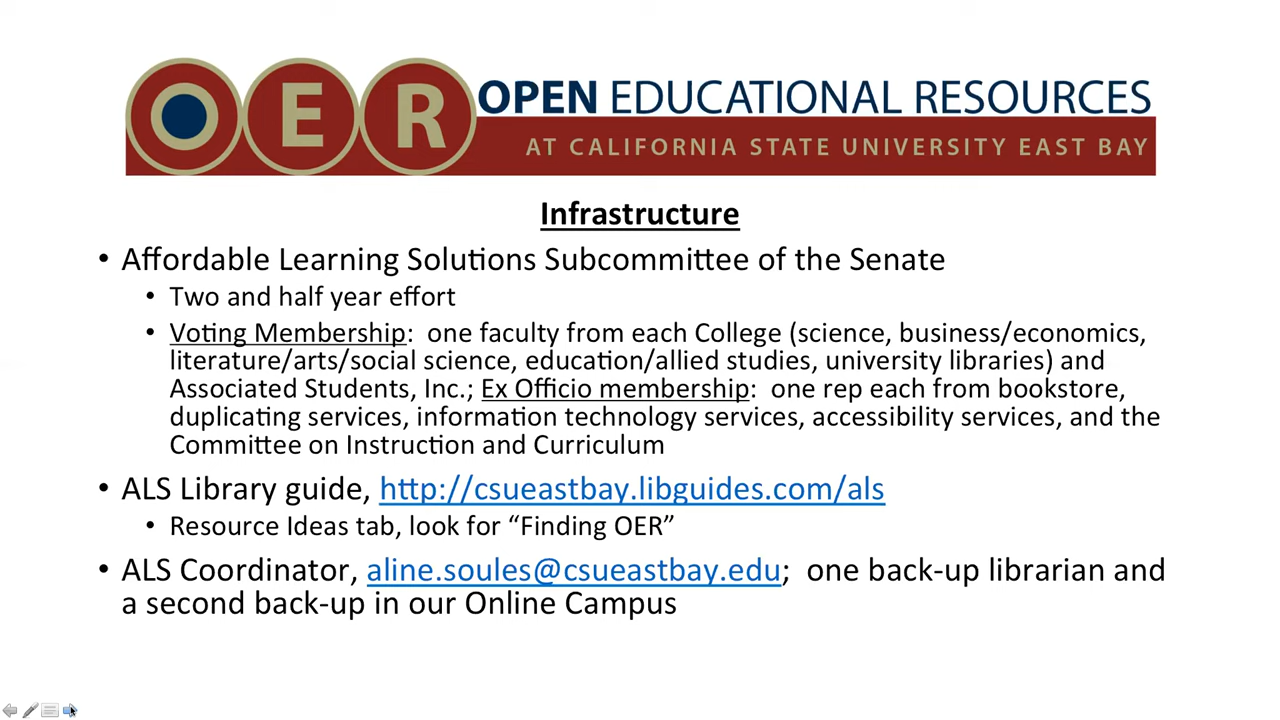 OER OPEN EDUCATIONAL RESOURCES
AT CALIFORNIA STATE UNIVERSITY EAST BAY
Infrastructure
• Affordable Learning Solutions Subcommittee of the Senate
• Two and half year effort
• Voting Membership: one faculty from each College (science, business/economics,
literature/arts/social science, education/allied studies, university libraries) and
Associated Students, Inc.; Ex Officio membership: one rep each from bookstore,
duplicating services, information technology services, accessibility services, and the
Committee on Instruction and Curriculum
• ALS Library guide, http://csueastbay.libguides.com/als
• Resource Ideas tab, look for “Finding OER”
• ALS Coordinator, aline.soules@csueastbay.edu; one back-up librarian and
a second back-up in our Online Campus